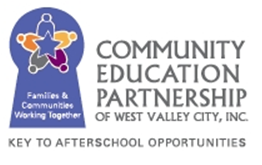 Families &
Communities
Working Together
COMMUNITY
EDUCATION
PARTNERSHIP
OF WEST VALLEY CITY, INC.
KEY TO AFTERSCHOOL OPPORTUNITIES